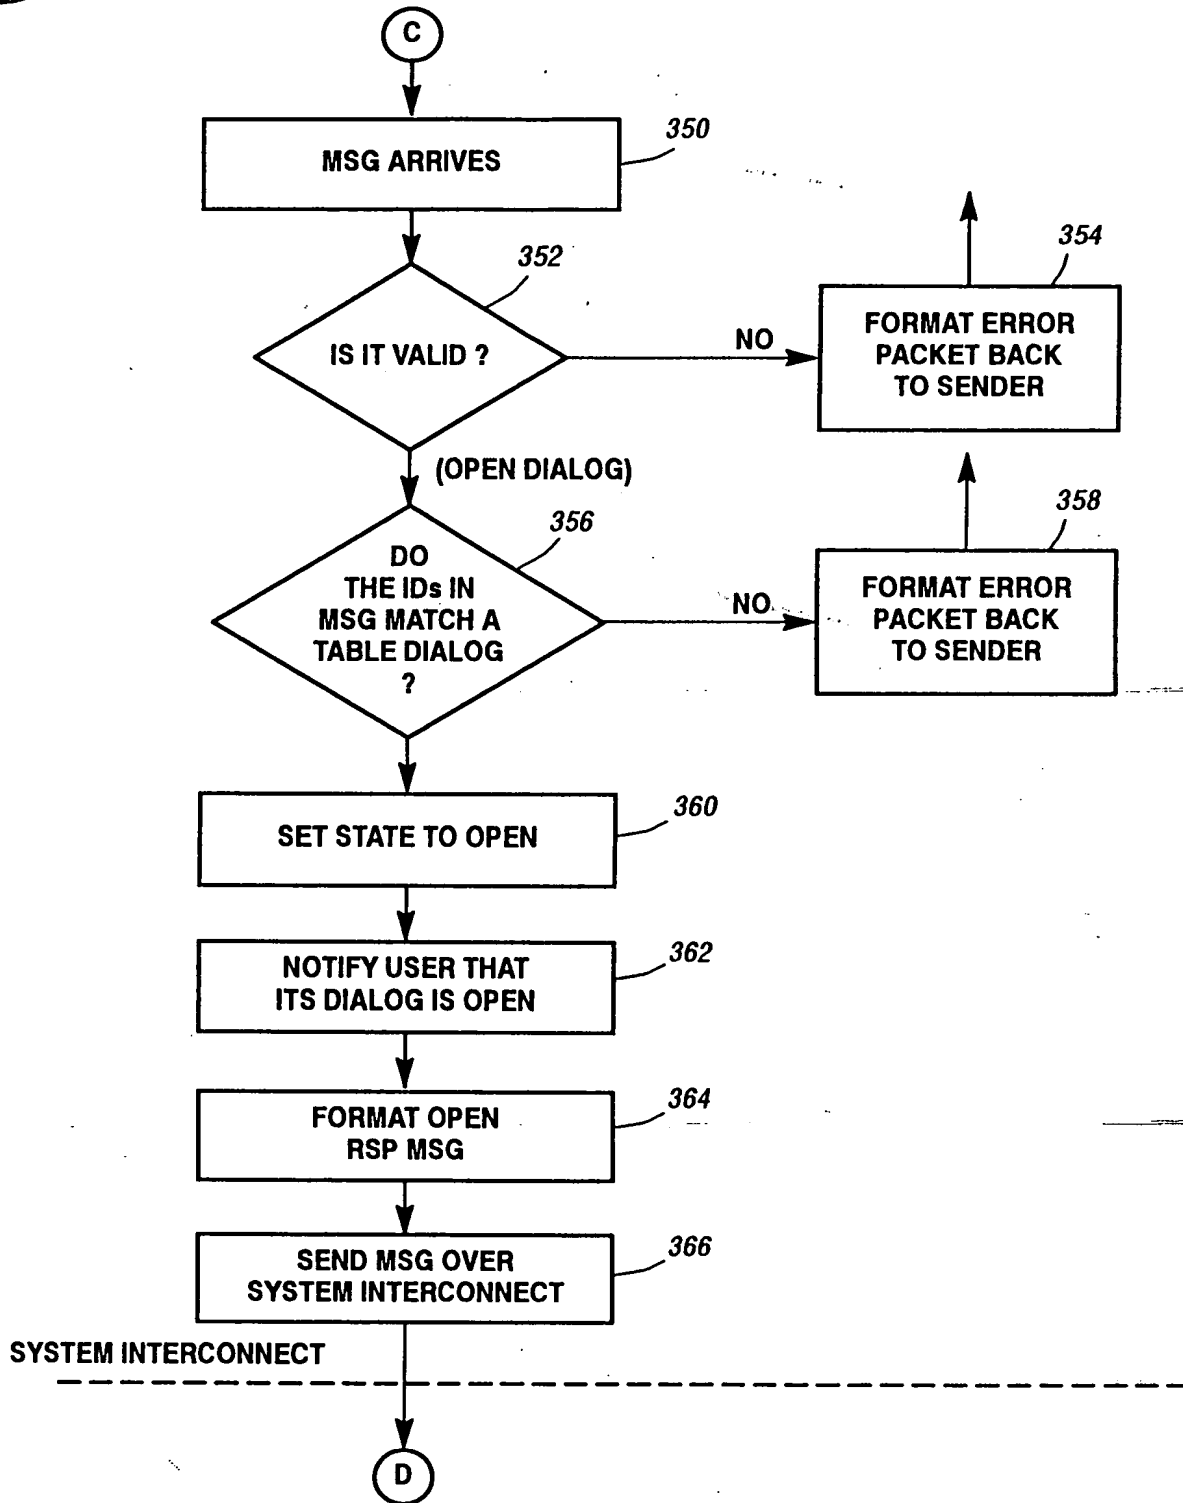 C
350
MSG ARRIVES
352
354
IS IT VALID ?
NO
FORMAT ERROR
PACKET BACK
TO SENDER
(OPEN DIALOG)
356
358
DO
THE IDs IN
MSG MATCH A
TABLE DIALOG
?
NO
FORMAT ERROR
PACKET BACK
TO SENDER
360
SET STATE TO OPEN
362
NOTIFY USER THAT
ITS DIALOG IS OPEN
364
FORMAT OPEN
RSP MSG
366
SEND MSG OVER
SYSTEM INTERCONNECT
SYSTEM INTERCONNECT
D